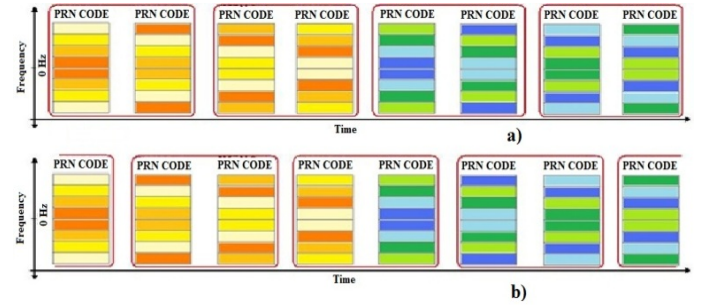 PRN CODE PRN CODE PRN CODE PRN CODE PRN CODE PRN CODE PRN CODE PRN CODE
Frequency
0 Hz
Time
a)
PRN CODE PRN CODE PRN CODE PRN CODE PRN CODE PRN CODE PRN CODE PRN CODE
Frequency
0 Hz
Time
b)